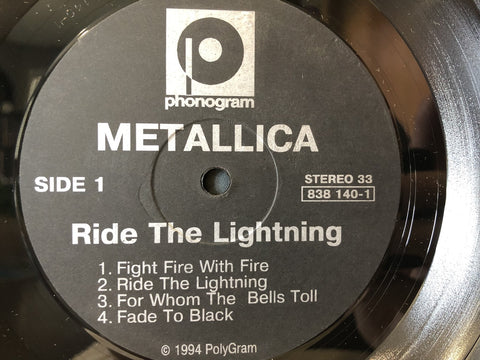 phonogram
METALLICA
SIDE 1
STEREO 33
838 140-1
Ride The Lightning
1. Fight Fire With Fire
2. Ride The Lightning
3. For Whom The Bells Toll
4. Fade To Black
© 1994 PolyGram